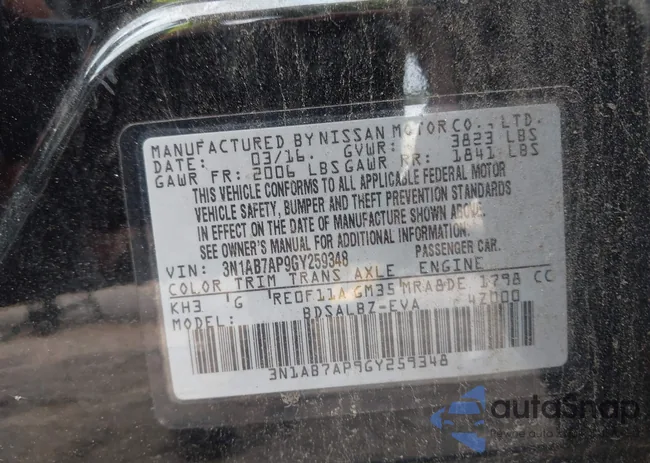 MANUFACTURED BY NISSAN MOTOR CO., LTD.
DATE: 03/16. GVWR: 3823 LBS
GAWR FR: 2006 LBS GAWR RR: 1841 LBS
THIS VEHICLE CONFORMS TO ALL APPLICABLE FEDERAL MOTOR
VEHICLE SAFETY, BUMPER AND THEFT PREVENTION STANDARDS
IN EFFECT ON THE DATE OF MANUFACTURE SHOWN ABOVE.
SEE OWNER'S MANUAL FOR ADDITIONAL INFORMATION.
VIN: 3N1AB7AP9GY259348 PASSENGER CAR.
COLOR TRIM TRANS AXLE ENGINE
KH3 'G 'RE0F11A GM35 MRA8DE 1798 CC
MODEL: BDSALBZ-EVA 4Z000
3N1AB7AP9GY259348
autoSnap